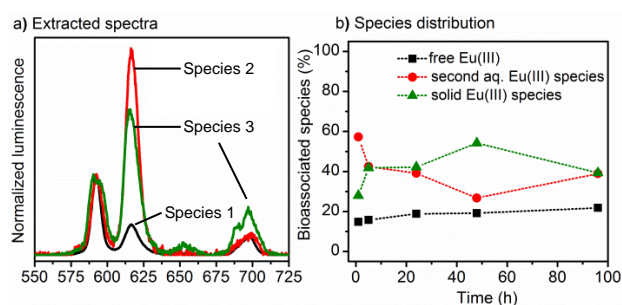 a) Extracted spectra
Normalized luminescence
Species 2
Species 3
Species 1
550 575 600 625 650 675 700 725
b) Species distribution
Bioassociated species (%)
100
80
60
40
20
0
free Eu(III)
second aq. Eu(III) species
solid Eu(III) species
0 20 40 60 80 100
Time (h)